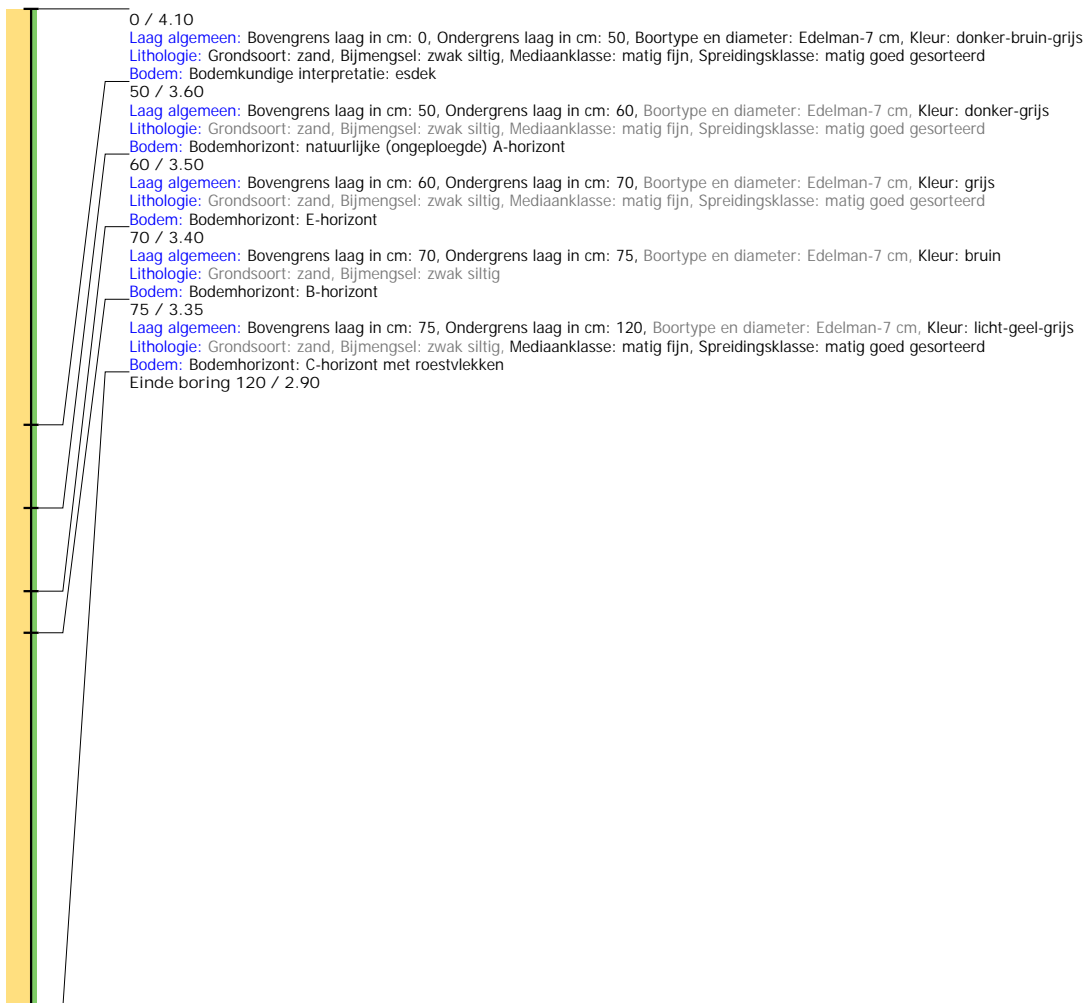 0 / 4.10
Laag algemeen: Bovengrens laag in cm: 0, Ondergrens laag in cm: 50, Boortype en diameter: Edelman-7 cm, Kleur: donker-bruin-grijs
Lithologie: Grondsoort: zand, Bijmengsel: zwak siltig, Mediaanklasse: matig fijn, Spreidingsklasse: matig goed gesorteerd
Bodem: Bodemkundige interpretatie: esdek
50 / 3.60
Laag algemeen: Bovengrens laag in cm: 50, Ondergrens laag in cm: 60, Boortype en diameter: Edelman-7 cm, Kleur: donker-grijs
Lithologie: Grondsoort: zand, Bijmengsel: zwak siltig, Mediaanklasse: matig fijn, Spreidingsklasse: matig goed gesorteerd
Bodem: Bodemhorizont: natuurlijke (ongeploegde) A-horizont
60 / 3.50
Laag algemeen: Bovengrens laag in cm: 60, Ondergrens laag in cm: 70, Boortype en diameter: Edelman-7 cm, Kleur: grijs
Lithologie: Grondsoort: zand, Bijmengsel: zwak siltig, Mediaanklasse: matig fijn, Spreidingsklasse: matig goed gesorteerd
Bodem: Bodemhorizont: E-horizont
70 / 3.40
Laag algemeen: Bovengrens laag in cm: 70, Ondergrens laag in cm: 75, Boortype en diameter: Edelman-7 cm, Kleur: bruin
Lithologie: Grondsoort: zand, Bijmengsel: zwak siltig
Bodem: Bodemhorizont: B-horizont
75 / 3.35
Laag algemeen: Bovengrens laag in cm: 75, Ondergrens laag in cm: 120, Boortype en diameter: Edelman-7 cm, Kleur: licht-geel-grijs
Lithologie: Grondsoort: zand, Bijmengsel: zwak siltig, Mediaanklasse: matig fijn, Spreidingsklasse: matig goed gesorteerd
Bodem: Bodemhorizont: C-horizont met roestvlekken
Einde boring 120 / 2.90